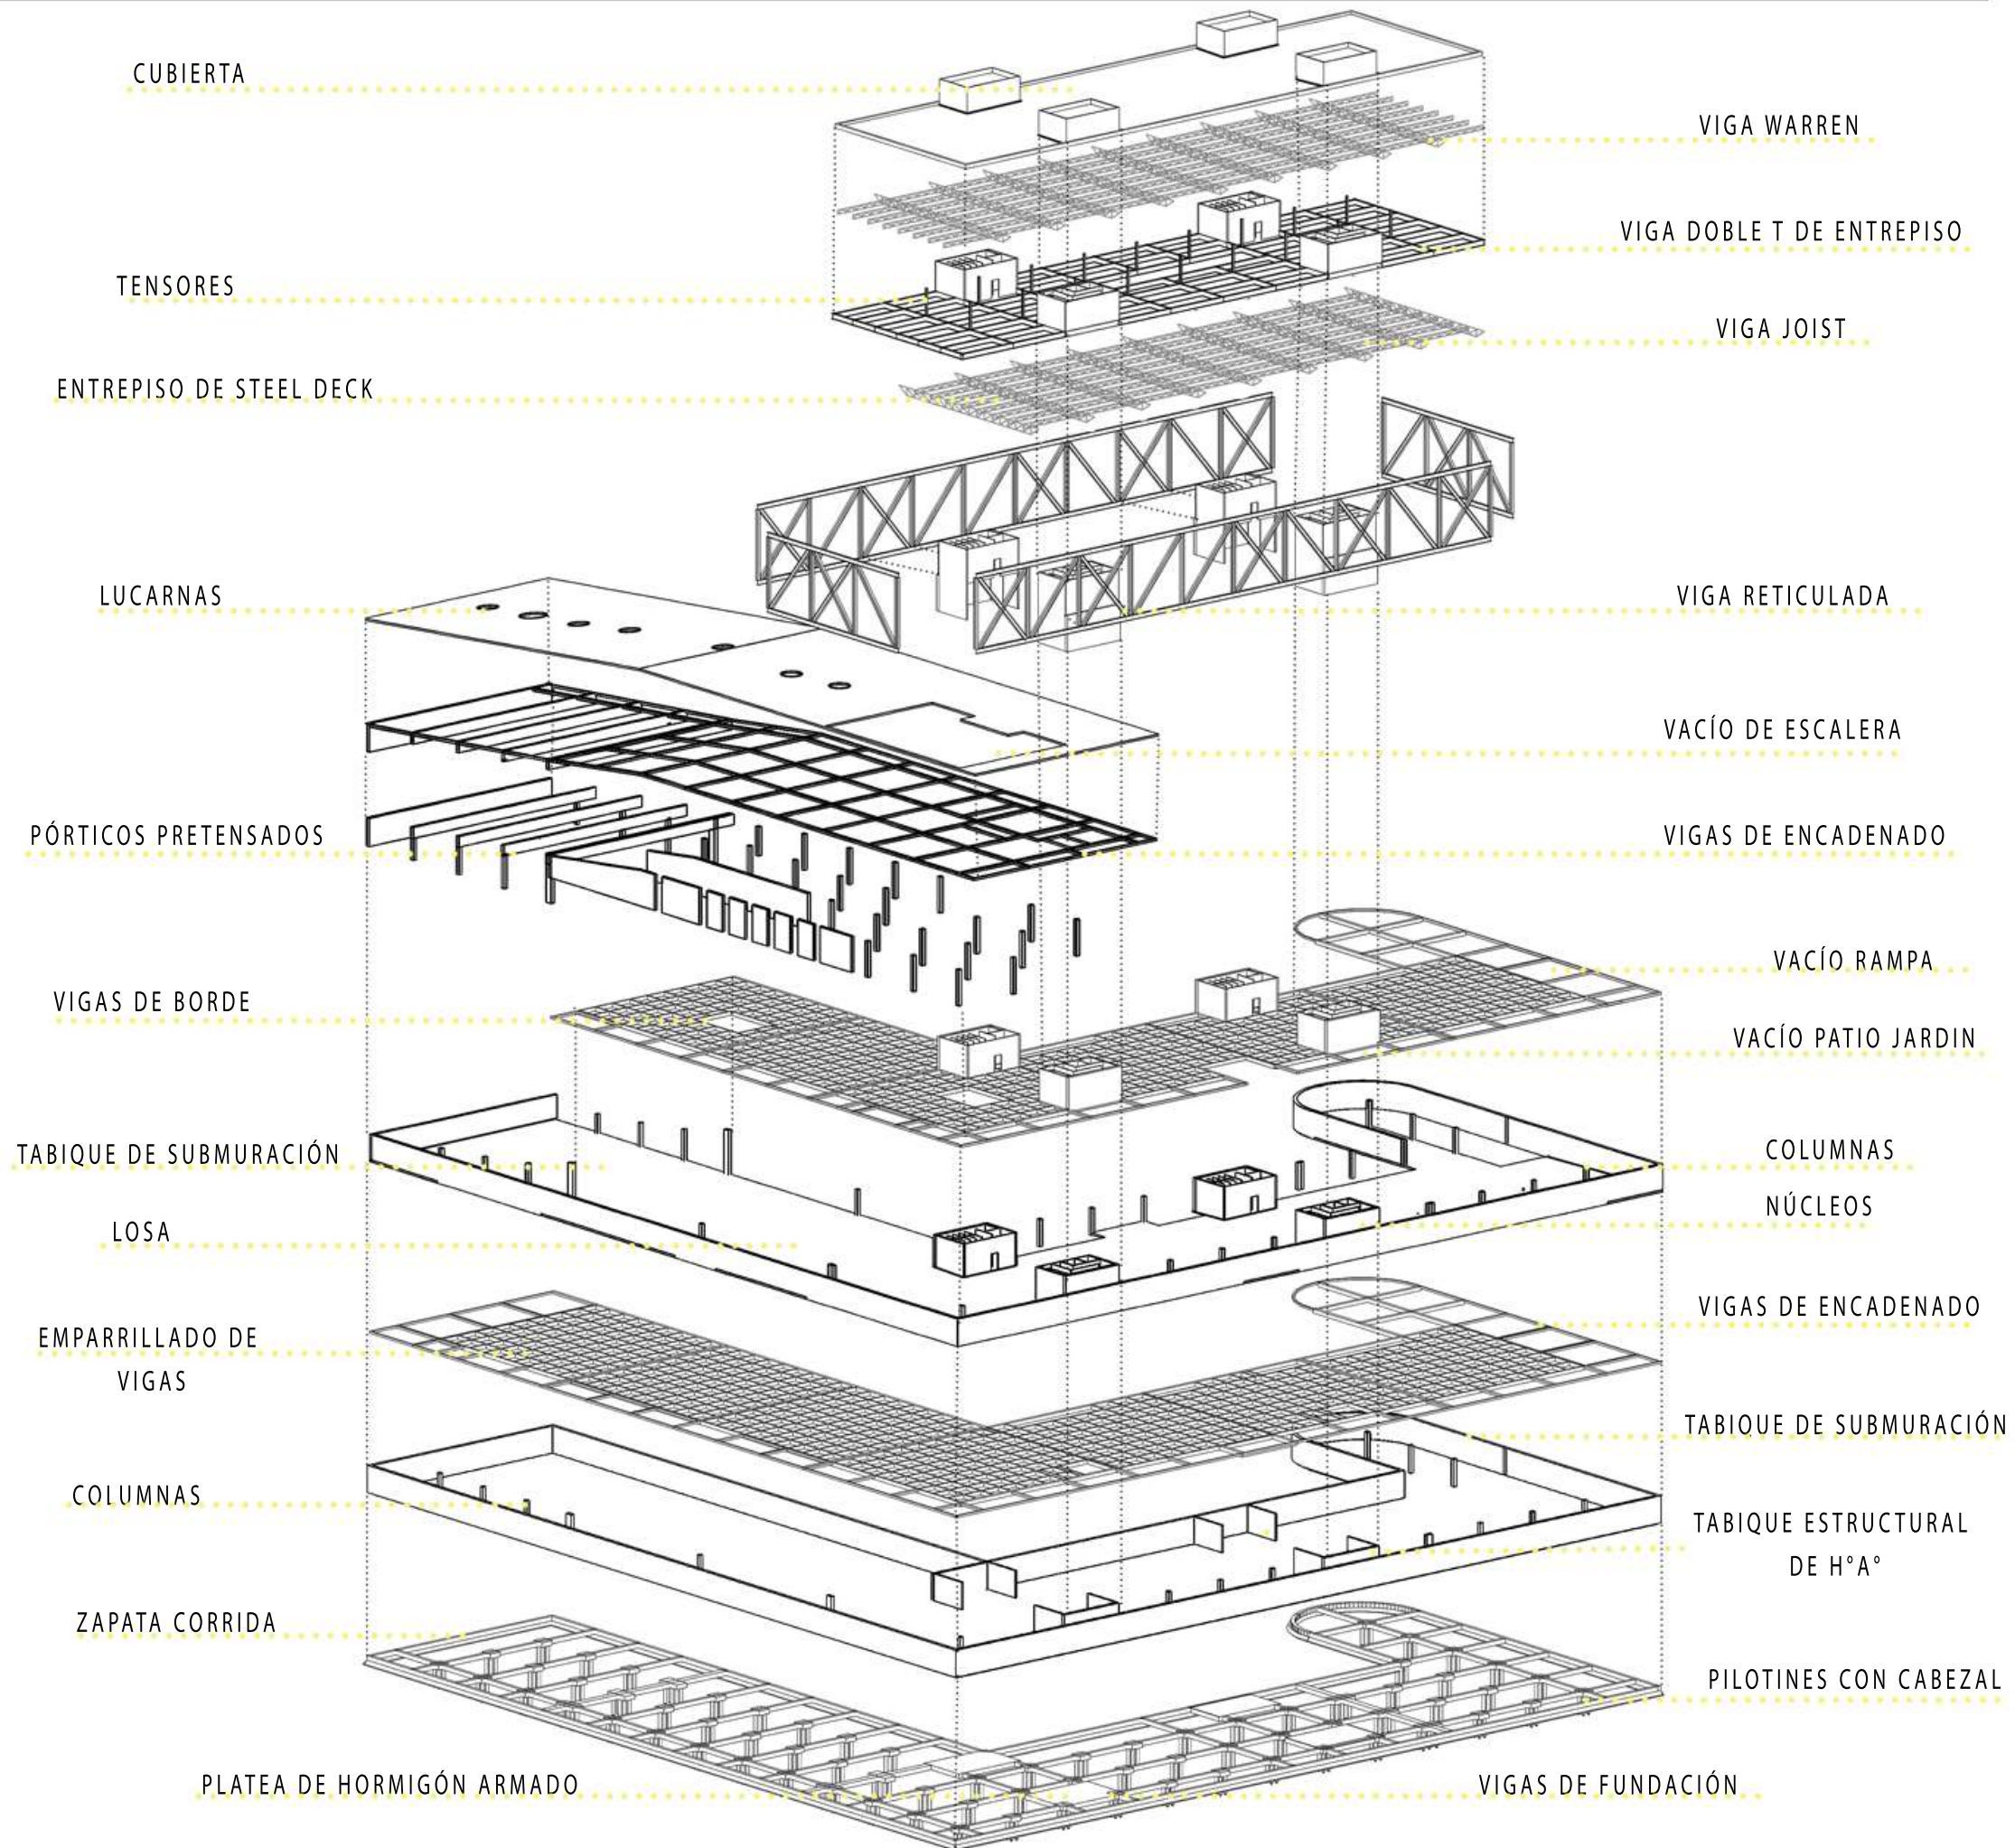 CUBIERTA
VIGA WARREN
VIGA DOBLE T DE ENTREPISO
TENSORES
VIGA JOIST
ENTREPISO DE STEEL DECK
LUCARNAS
VIGA RETICULADA
VACÍO DE ESCALERA
PÓRTICOS PRETENSADOS
VIGAS DE ENCADENADO
VACÍO RAMPA
VIGAS DE BORDE
VACÍO PATIO JARDIN
TABIQUE DE SUBMURACIÓN
COLUMNAS
NÚCLEOS
LOSA
VIGAS DE ENCADENADO
EMPARRILLADO DE
VIGAS
TABIQUE DE SUBMURACIÓN
COLUMNAS
TABIQUE ESTRUCTURAL
DE H°A°
ZAPATA CORRIDA
PILOTINES CON CABEZAL
PLATEA DE HORMIGÓN ARMADO
VIGAS DE FUNDACIÓN